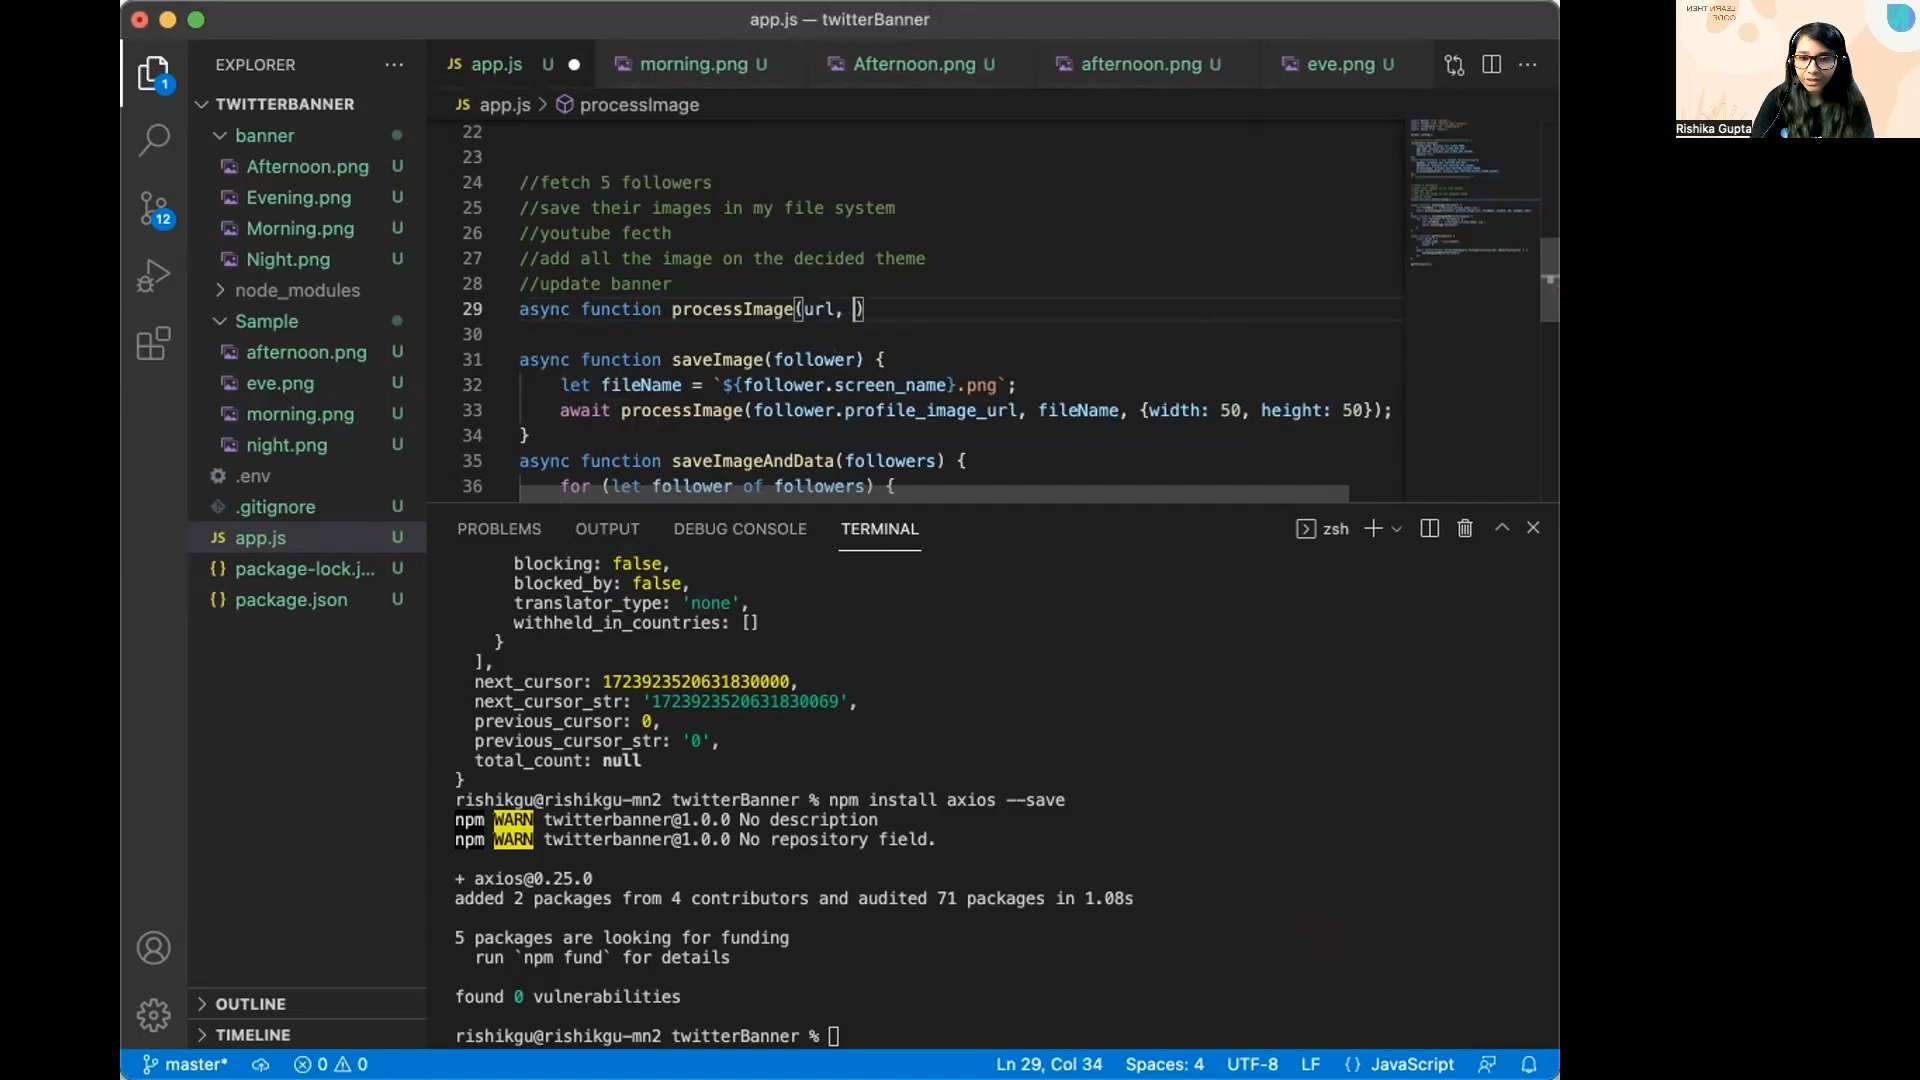 app.js — twitterBanner
EXPLORER
JS app.js U
morning.png U
Afternoon.png U
afternoon.png U
eve.png U
1
TWITTERBANNER
banner
Afternoon.png U
Evening.png U
Morning.png U
Night.png U
node_modules
Sample
afternoon.png U
eve.png U
morning.png U
night.png U
.env
.gitignore U
JS app.js U
{} package-lock.j... U
{} package.json U
12
OUTLINE
TIMELINE
JS app.js > processImage
22
23
24 //fetch 5 followers
25 //save their images in my file system
26 //youtube fecth
27 //add all the image on the decided theme
28 //update banner
29 async function processImage(url, )
30
31 async function saveImage(follower) {
32 let fileName = `${follower.screen_name}.png`;
33 await processImage(follower.profile_image_url, fileName, {width: 50, height: 50});
34 }
35 async function saveImageAndData(followers) {
36 for (let follower of followers) {
PROBLEMS OUTPUT DEBUG CONSOLE TERMINAL
zsh
blocking: false,
blocked_by: false,
translator_type: 'none',
withheld_in_countries: []
}
],
next_cursor: 1723923520631830000,
next_cursor_str: '1723923520631830069',
previous_cursor: 0,
previous_cursor_str: '0',
total_count: null
}
rishikgu@rishikgu-mn2 twitterBanner % npm install axios --save
npm WARN twitterbanner@1.0.0 No description
npm WARN twitterbanner@1.0.0 No repository field.
+ axios@0.25.0
added 2 packages from 4 contributors and audited 71 packages in 1.08s
5 packages are looking for funding
run `npm fund` for details
found 0 vulnerabilities
rishikgu@rishikgu-mn2 twitterBanner %
master* 0 0
Ln 29, Col 34 Spaces: 4 UTF-8 LF {} JavaScript
LEARN THEN
CODE
Rishika Gupta